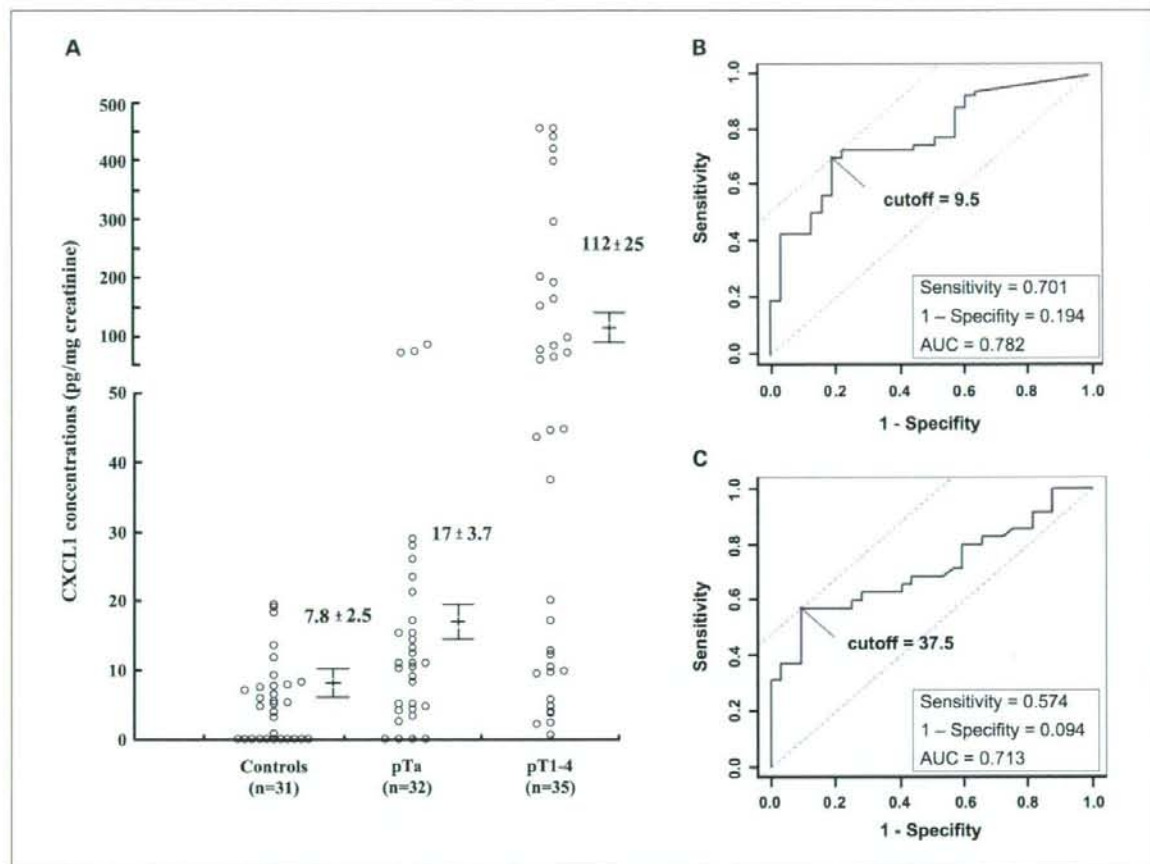 A
CXCL1 concentrations (pg/mg creatinine)
500
400
300
200
100
50
40
30
20
10
0
7.8 ± 2.5
17 ± 3.7
112 ± 25
Controls
(n=31)
pTa
(n=32)
pT1-4
(n=35)
B
Sensitivity
1.0
0.8
0.6
0.4
0.2
0.0
cutoff = 9.5
Sensitivity = 0.701
1 – Specifity = 0.194
AUC = 0.782
0.0 0.2 0.4 0.6 0.8 1.0
1 - Specifity
C
Sensitivity
1.0
0.8
0.6
0.4
0.2
0.0
cutoff = 37.5
Sensitivity = 0.574
1 – Specifity = 0.094
AUC = 0.713
0.0 0.2 0.4 0.6 0.8 1.0
1 - Specifity